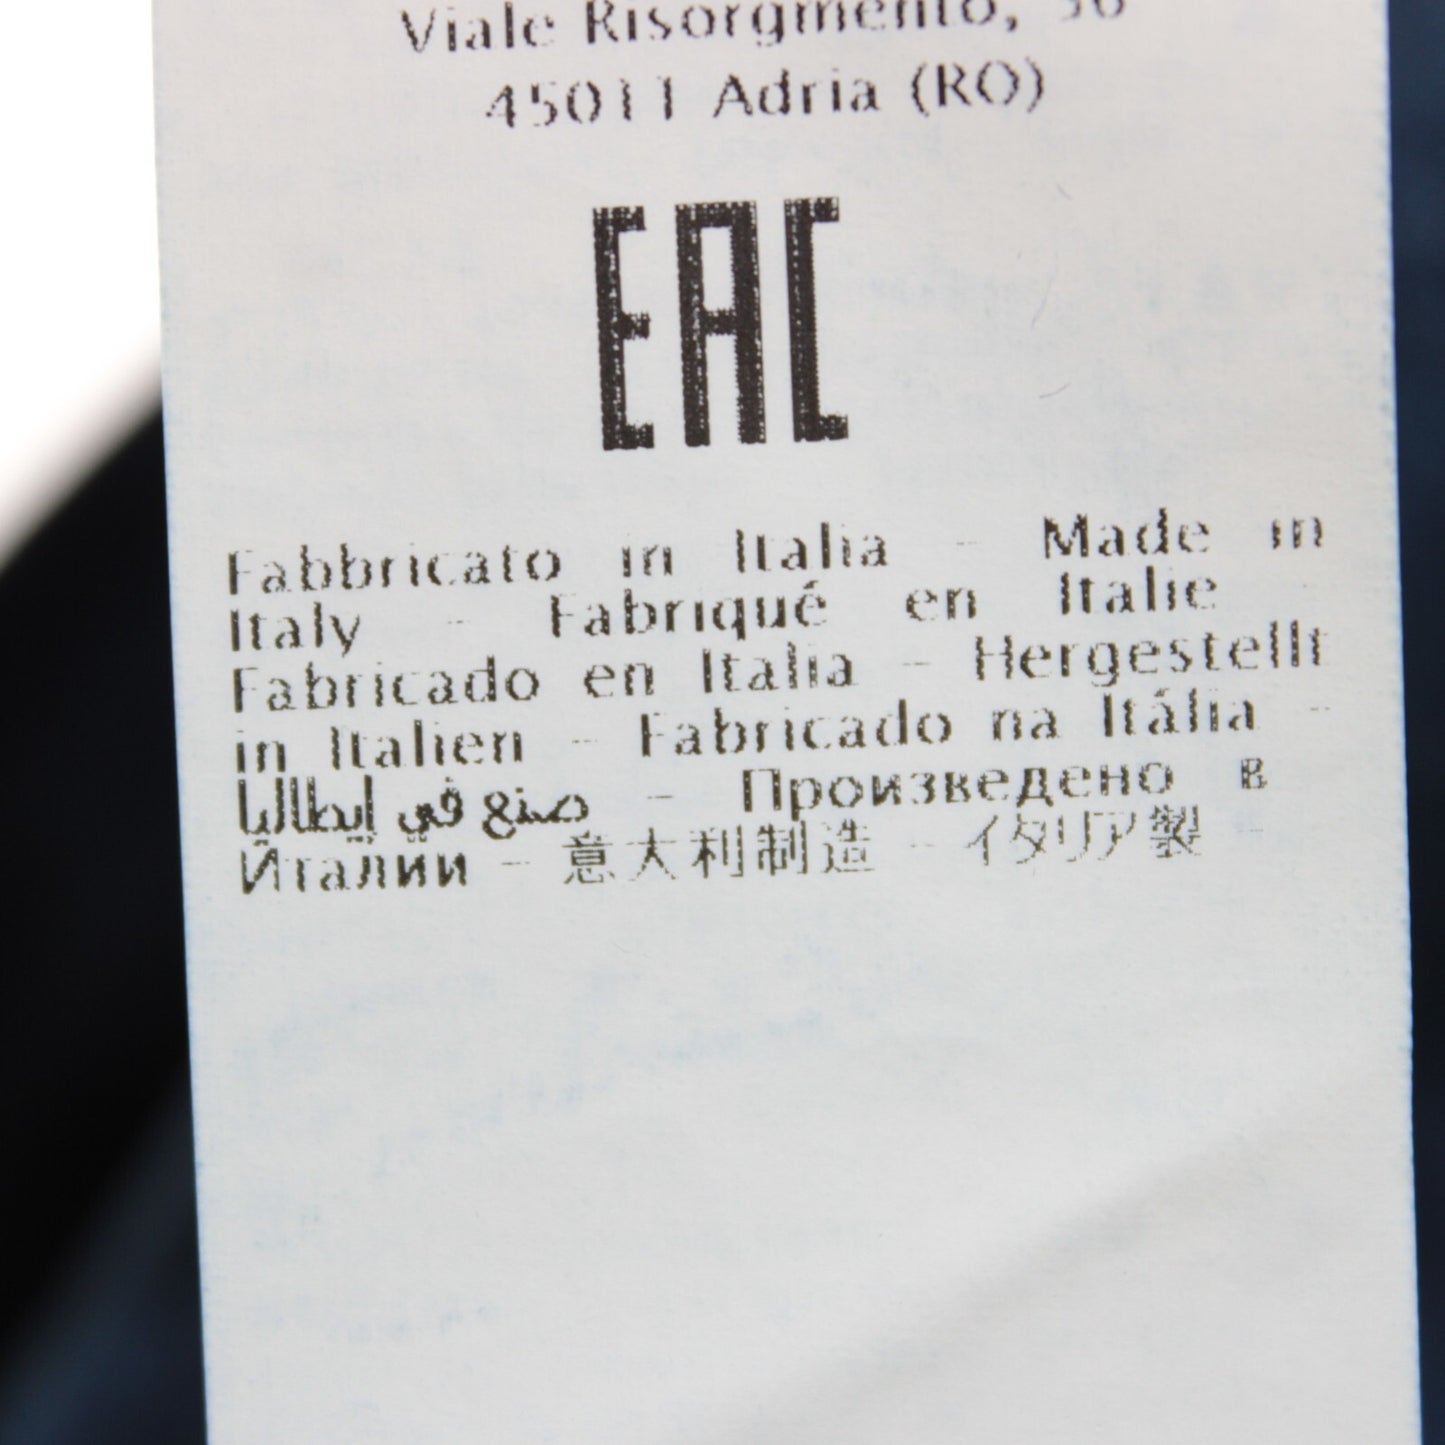 Viale Risorgimento, 36
45011 Adria (RO)
EAC
Fabbricato in Italia - Made in
Italy - Fabriqué en Italie -
Fabricado en Italia - Hergestellt
in Italien - Fabricado na Itália -
صنع في إيطاليا - Произведено в
Италии - 意大利制造 - イタリア製